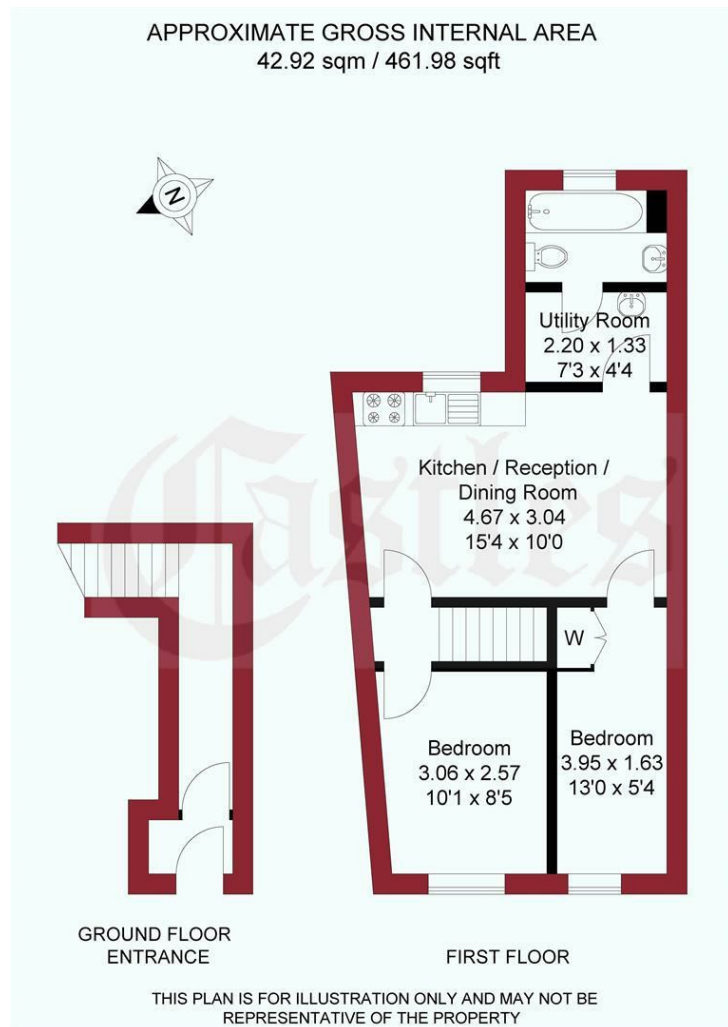 APPROXIMATE GROSS INTERNAL AREA
42.92 sqm / 461.98 sqft
N
Utility Room
2.20 x 1.33
7'3 x 4'4
Kitchen / Reception /
Dining Room
4.67 x 3.04
15'4 x 10'0
Castles
W
Bedroom
3.06 x 2.57
10'1 x 8'5
Bedroom
3.95 x 1.63
13'0 x 5'4
GROUND FLOOR
ENTRANCE
FIRST FLOOR
THIS PLAN IS FOR ILLUSTRATION ONLY AND MAY NOT BE
REPRESENTATIVE OF THE PROPERTY